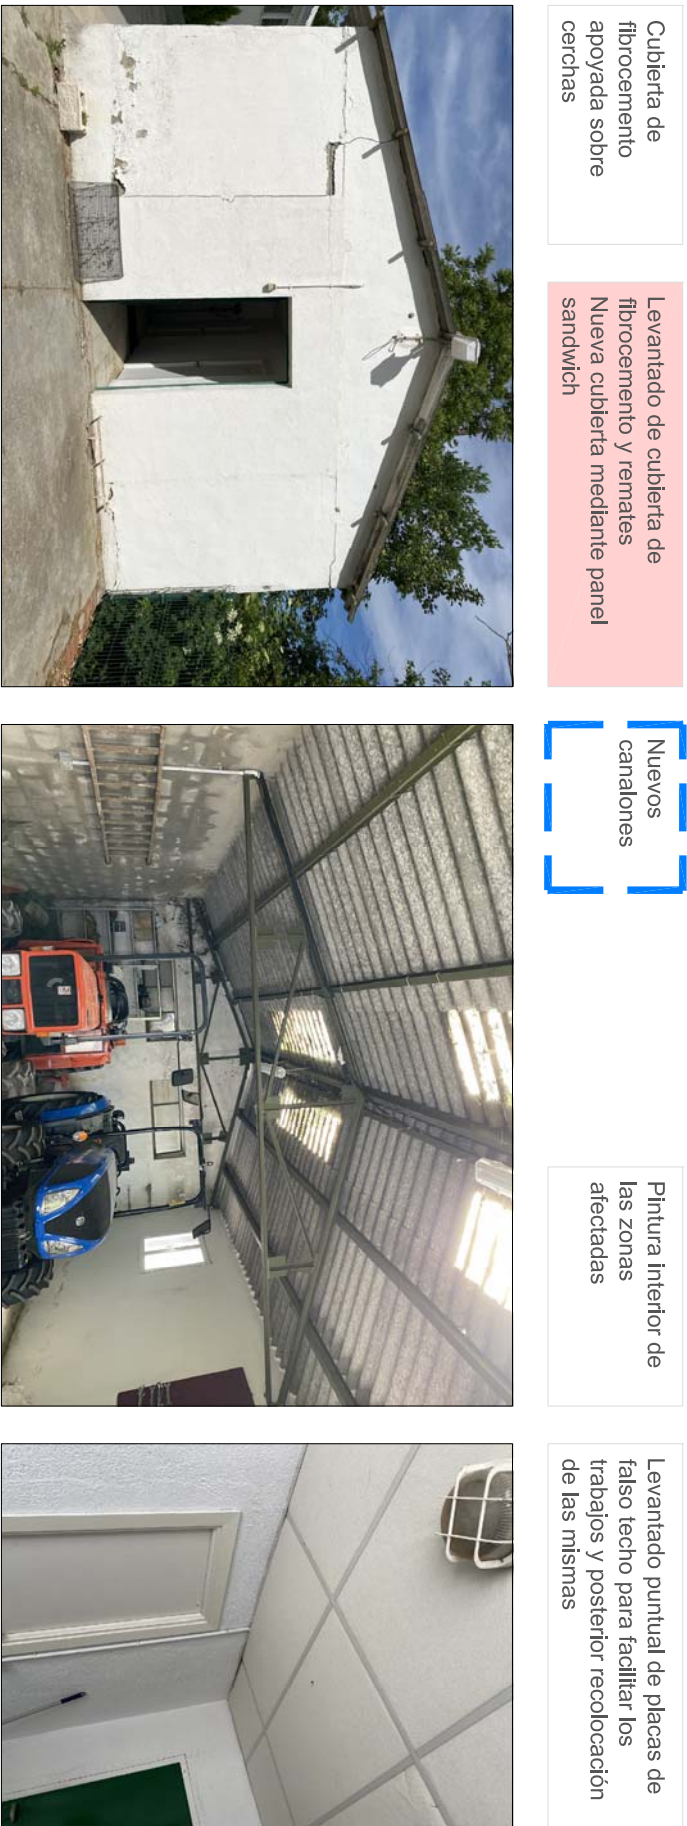 Cubierta de
fibrocemento
apoyada sobre
cerchas
Levantado de cubierta de
fibrocemento y remates
Nueva cubierta mediante panel
sandwich
Nuevos
canalones
Pintura interior de
las zonas
afectadas
Levantado puntual de placas de
falso techo para facilitar los
trabajos y posterior recolocación
de las mismas